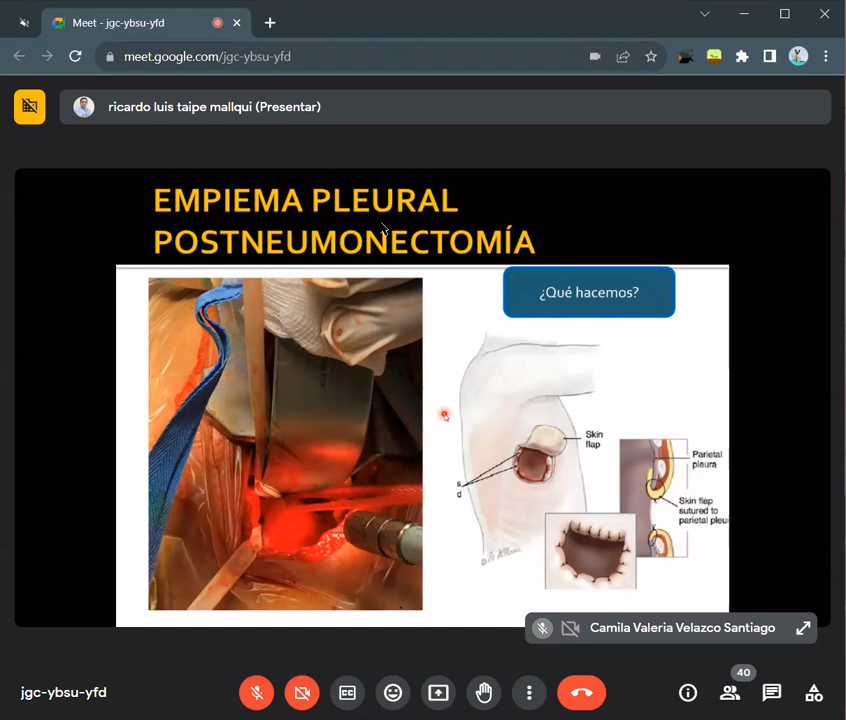 Meet - jgc-ybsu-yfd
meet.google.com/jgc-ybsu-yfd
ricardo luis taipe mallqui (Presentar)
EMPIEMA PLEURAL
POSTNEUMONECTOMÍA
¿Qué hacemos?
Skin
flap
s
d
Parietal
pleura
Skin flap
sutured to
parietal pleu
Camila Valeria Velazco Santiago
jgc-ybsu-yfd
CC
40